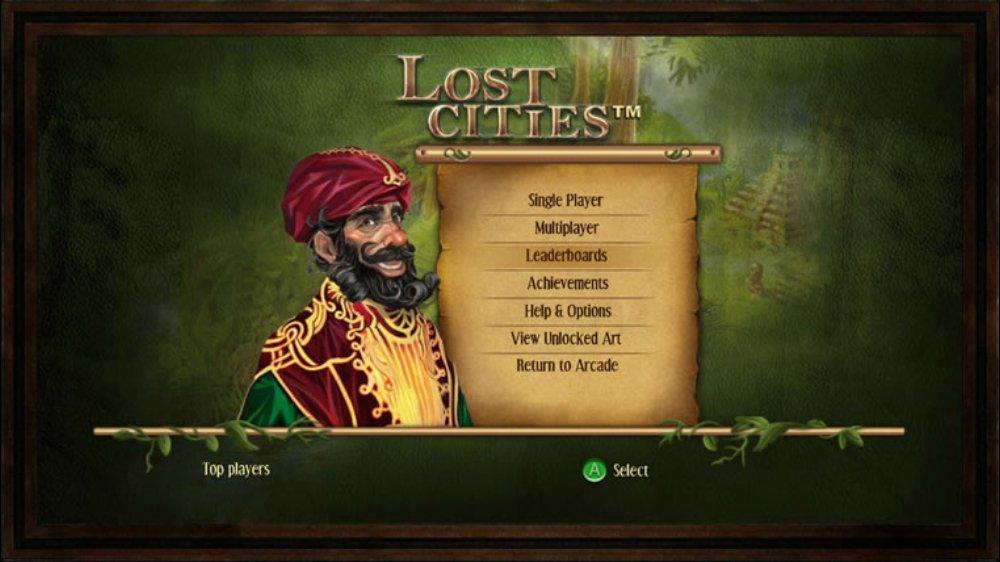 LOST
CITIES™
Single Player
Multiplayer
Leaderboards
Achievements
Help & Options
View Unlocked Art
Return to Arcade
Top players
A Select